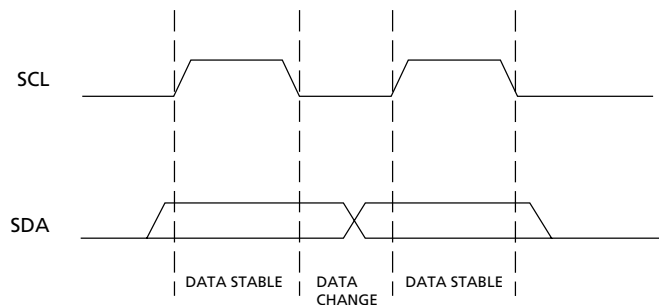 SCL
SDA
DATA STABLE
DATA
CHANGE
DATA STABLE